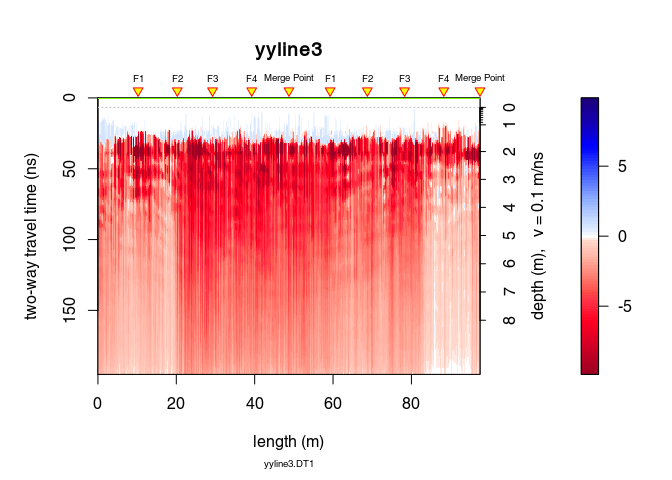 yyline3
F1 F2 F3 F4 Merge Point F1 F2 F3 F4 Merge Point
two-way travel time (ns)
0
50
100
150
0
1
2
3
4
5
6
7
8
depth (m),   v = 0.1 m/ns
5
0
-5
0 20 40 60 80
length (m)
yyline3.DT1